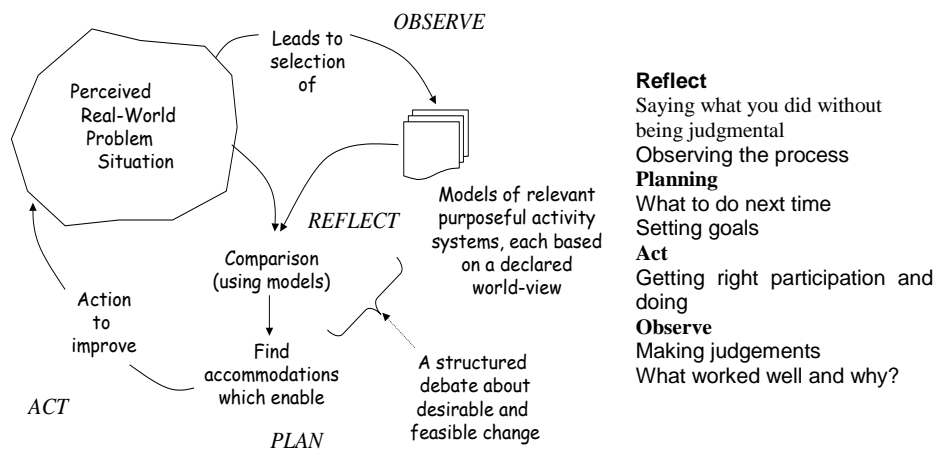 OBSERVE
Leads to
selection
of
Perceived
Real-World
Problem
Situation
Models of relevant
purposeful activity
systems, each based
on a declared
world-view
REFLECT
Comparison
(using models)
Find
accommodations
which enable
A structured
debate about
desirable and
feasible change
PLAN
Action
to
improve
ACT
Reflect
Saying what you did without
being judgmental
Observing the process
Planning
What to do next time
Setting goals
Act
Getting right participation and
doing
Observe
Making judgements
What worked well and why?